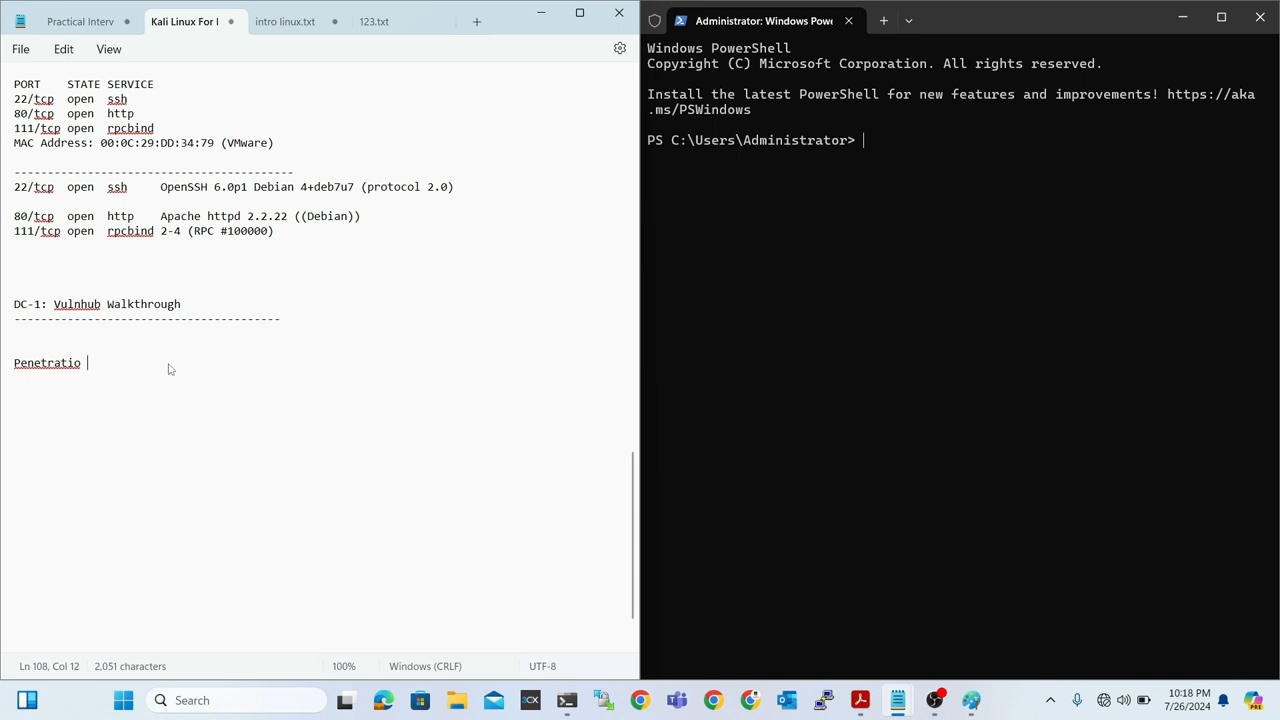 Practical Interv
Kali Linux For I
intro linux.txt
123.txt
File Edit View
PORT STATE SERVICE
22/tcp open ssh
80/tcp open http
111/tcp open rpcbind
MAC Address: 00:0C:29:DD:34:79 (VMware)
------------------------------------------
22/tcp open ssh OpenSSH 6.0p1 Debian 4+deb7u7 (protocol 2.0)
80/tcp open http Apache httpd 2.2.22 ((Debian))
111/tcp open rpcbind 2-4 (RPC #100000)
DC-1: Vulnhub Walkthrough
----------------------------------------
Penetratio
Ln 108, Col 12 2,051 characters 100% Windows (CRLF) UTF-8
Administrator: Windows Powe
Windows PowerShell
Copyright (C) Microsoft Corporation. All rights reserved.
Install the latest PowerShell for new features and improvements! https://aka
.ms/PSWindows
PS C:\Users\Administrator>
Search
10:18 PM
7/26/2024
PRE